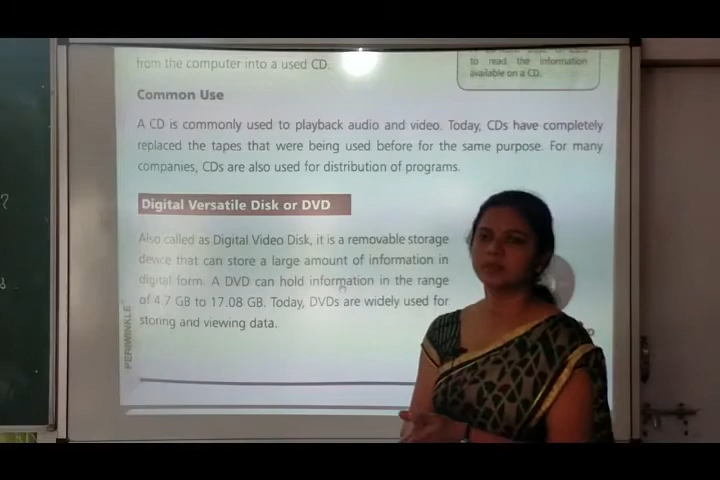 from the computer into a used CD.
to read the information
available on a CD.
Common Use
A CD is commonly used to playback audio and video. Today, CDs have completely
replaced the tapes that were being used before for the same purpose. For many
companies, CDs are also used for distribution of programs.
Digital Versatile Disk or DVD
Also called as Digital Video Disk, it is a removable storage
device that can store a large amount of information in
digital form. A DVD can hold information in the range
of 4.7 GB to 17.08 GB. Today, DVDs are widely used for
storing and viewing data.
PERIWINKLE